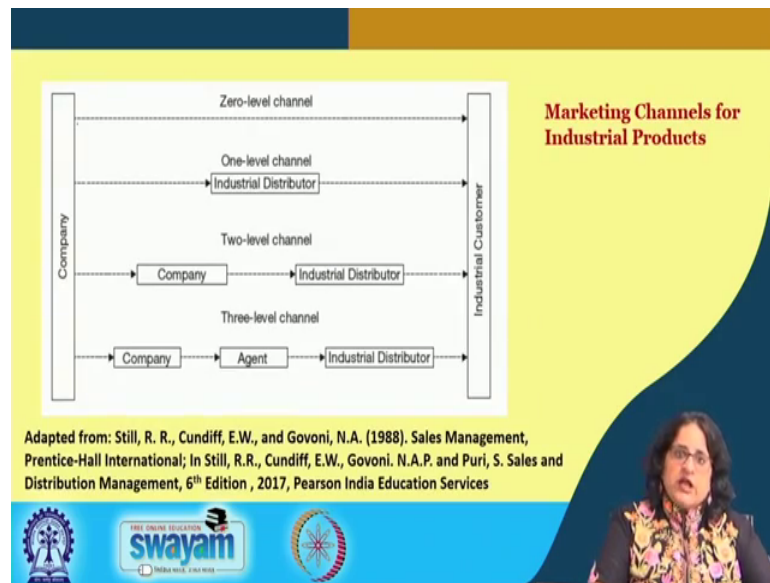 Zero-level channel
Marketing Channels for
Industrial Products
One-level channel
Industrial Distributor
Two-level channel
Company
Industrial Distributor
Three-level channel
Company
Agent
Industrial Distributor
Company
Industrial Customer
Adapted from: Still, R. R., Cundiff, E.W., and Govoni, N.A. (1988). Sales Management,
Prentice-Hall International; In Still, R.R., Cundiff, E.W., Govoni. N.A.P. and Puri, S. Sales and
Distribution Management, 6th Edition , 2017, Pearson India Education Services
FREE ONLINE EDUCATION
swayam